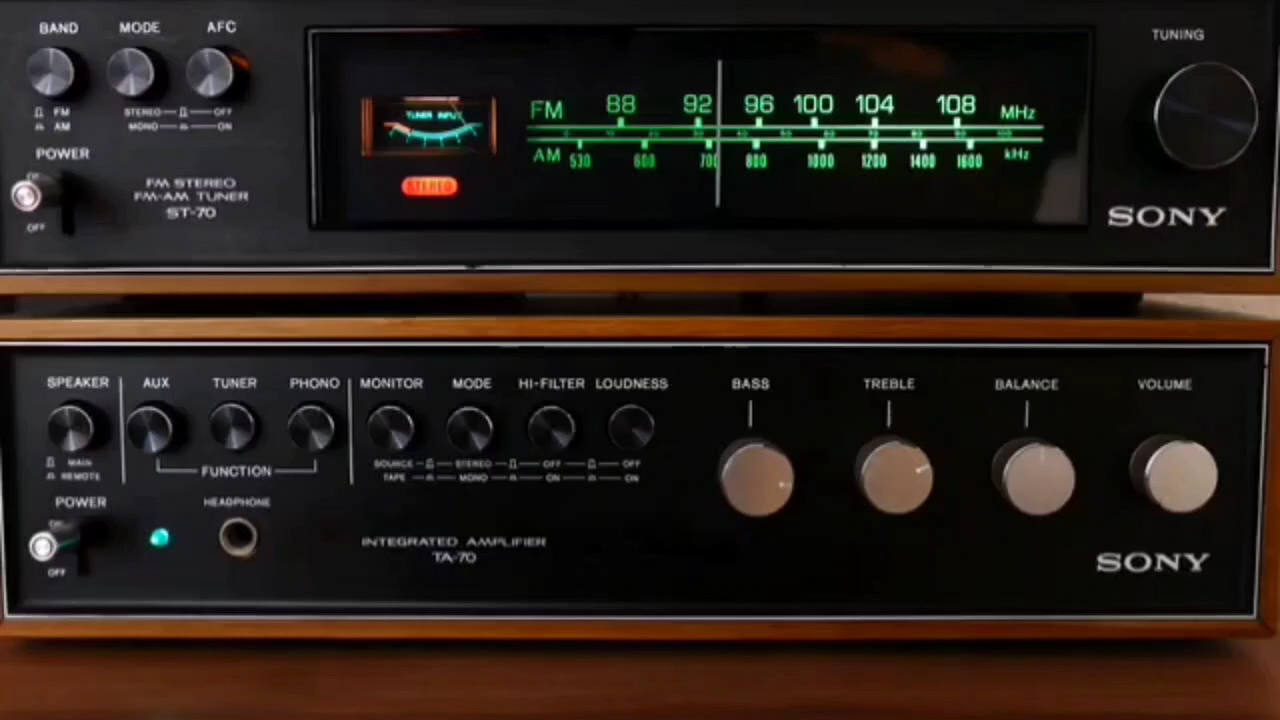 BAND MODE AFC
FM STEREO OFF
AM MONO ON
POWER
OFF
FM STEREO
FM-AM TUNER
ST-70
STEREO
FM 88 92 96 100 104 108 MHz
AM 530 600 700 800 1000 1200 1400 1600 kHz
TUNING
SONY
SPEAKER AUX TUNER PHONO MONITOR MODE HI-FILTER LOUDNESS BASS TREBLE BALANCE VOLUME
MAIN SOURCE STEREO OFF OFF
REMOTE FUNCTION TAPE MONO ON ON
POWER HEADPHONE
OFF
INTEGRATED AMPLIFIER
TA-70
SONY